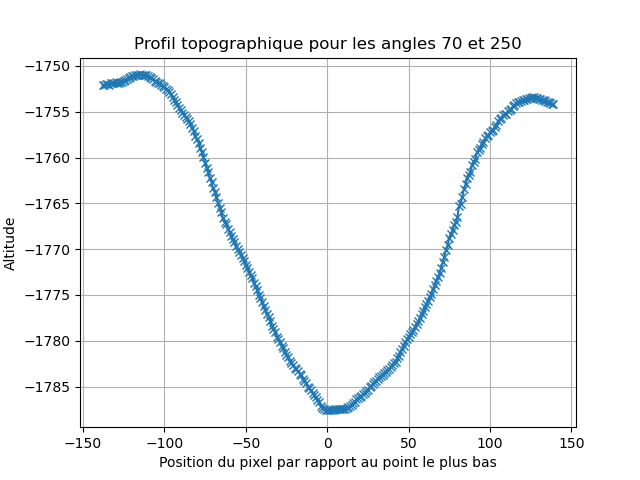 Profil topographique pour les angles 70 et 250
Altitude
−1750
−1755
−1760
−1765
−1770
−1775
−1780
−1785
−150 −100 −50 0 50 100 150
Position du pixel par rapport au point le plus bas